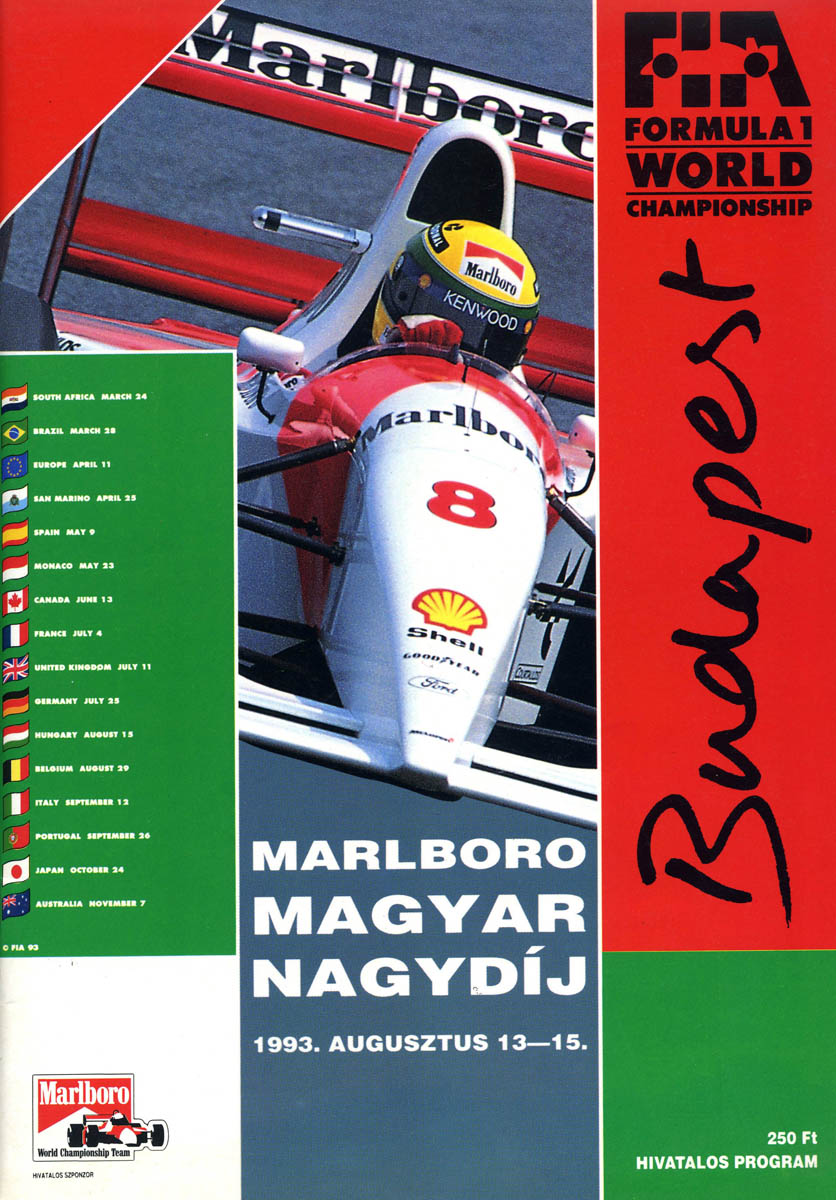 Marlboro
FIA
FORMULA 1
WORLD
CHAMPIONSHIP
Budapest
Marlboro
KENWOOD
Marlboro
8
Shell
GOODYEAR
Ford
COURTAULDS
SOUTH AFRICA MARCH 24
BRAZIL MARCH 28
EUROPE APRIL 11
SAN MARINO APRIL 25
SPAIN MAY 9
MONACO MAY 23
CANADA JUNE 13
FRANCE JULY 4
UNITED KINGDOM JULY 11
GERMANY JULY 25
HUNGARY AUGUST 15
BELGIUM AUGUST 29
ITALY SEPTEMBER 12
PORTUGAL SEPTEMBER 26
JAPAN OCTOBER 24
AUSTRALIA NOVEMBER 7
© FIA 93
MARLBORO
MAGYAR
NAGYDÍJ
1993. AUGUSZTUS 13—15.
Marlboro
World Championship Team
HIVATALOS SZPONZOR
250 Ft
HIVATALOS PROGRAM